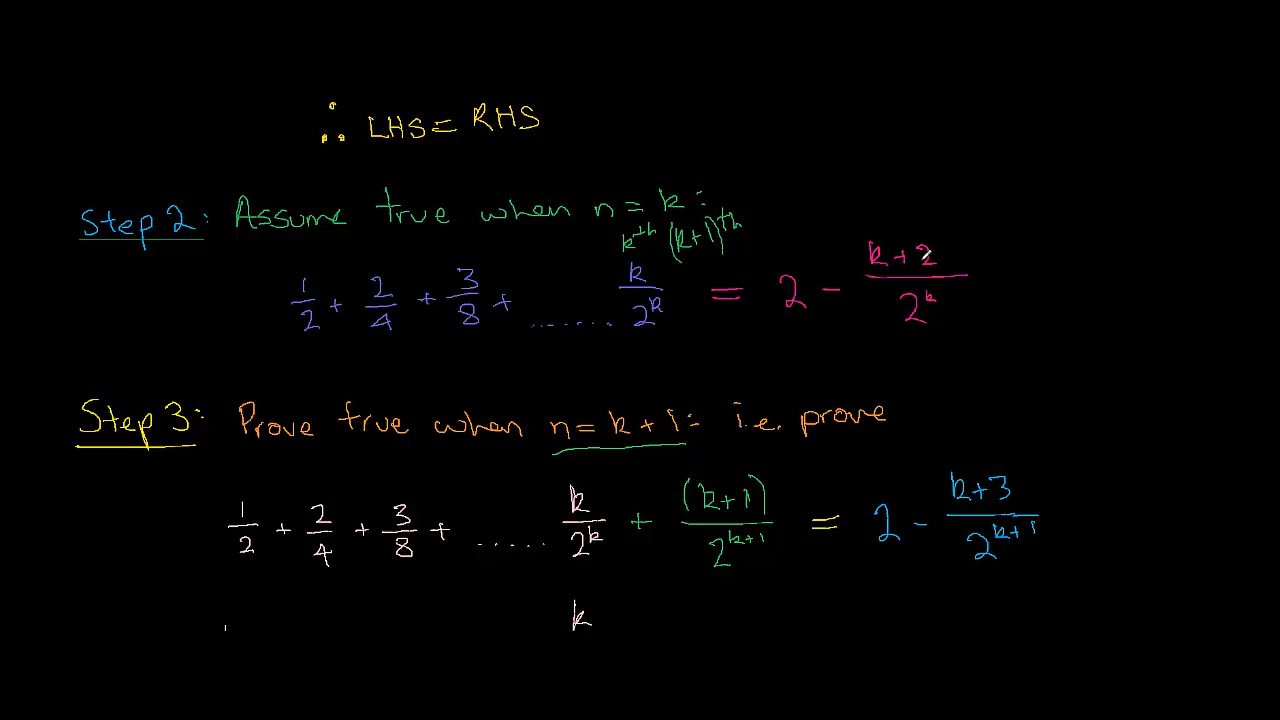 ∴ LHS = RHS
Step 2: Assume true when n = k :
kth (k+1)th
1/2 + 2/4 + 3/8 + ........ k/2^k = 2 - (k+2)/2^k
Step 3: Prove true when n = k + 1 : i.e. prove
1/2 + 2/4 + 3/8 + ..... k/2^k + (k+1)/2^(k+1) = 2 - (k+3)/2^(k+1)
k